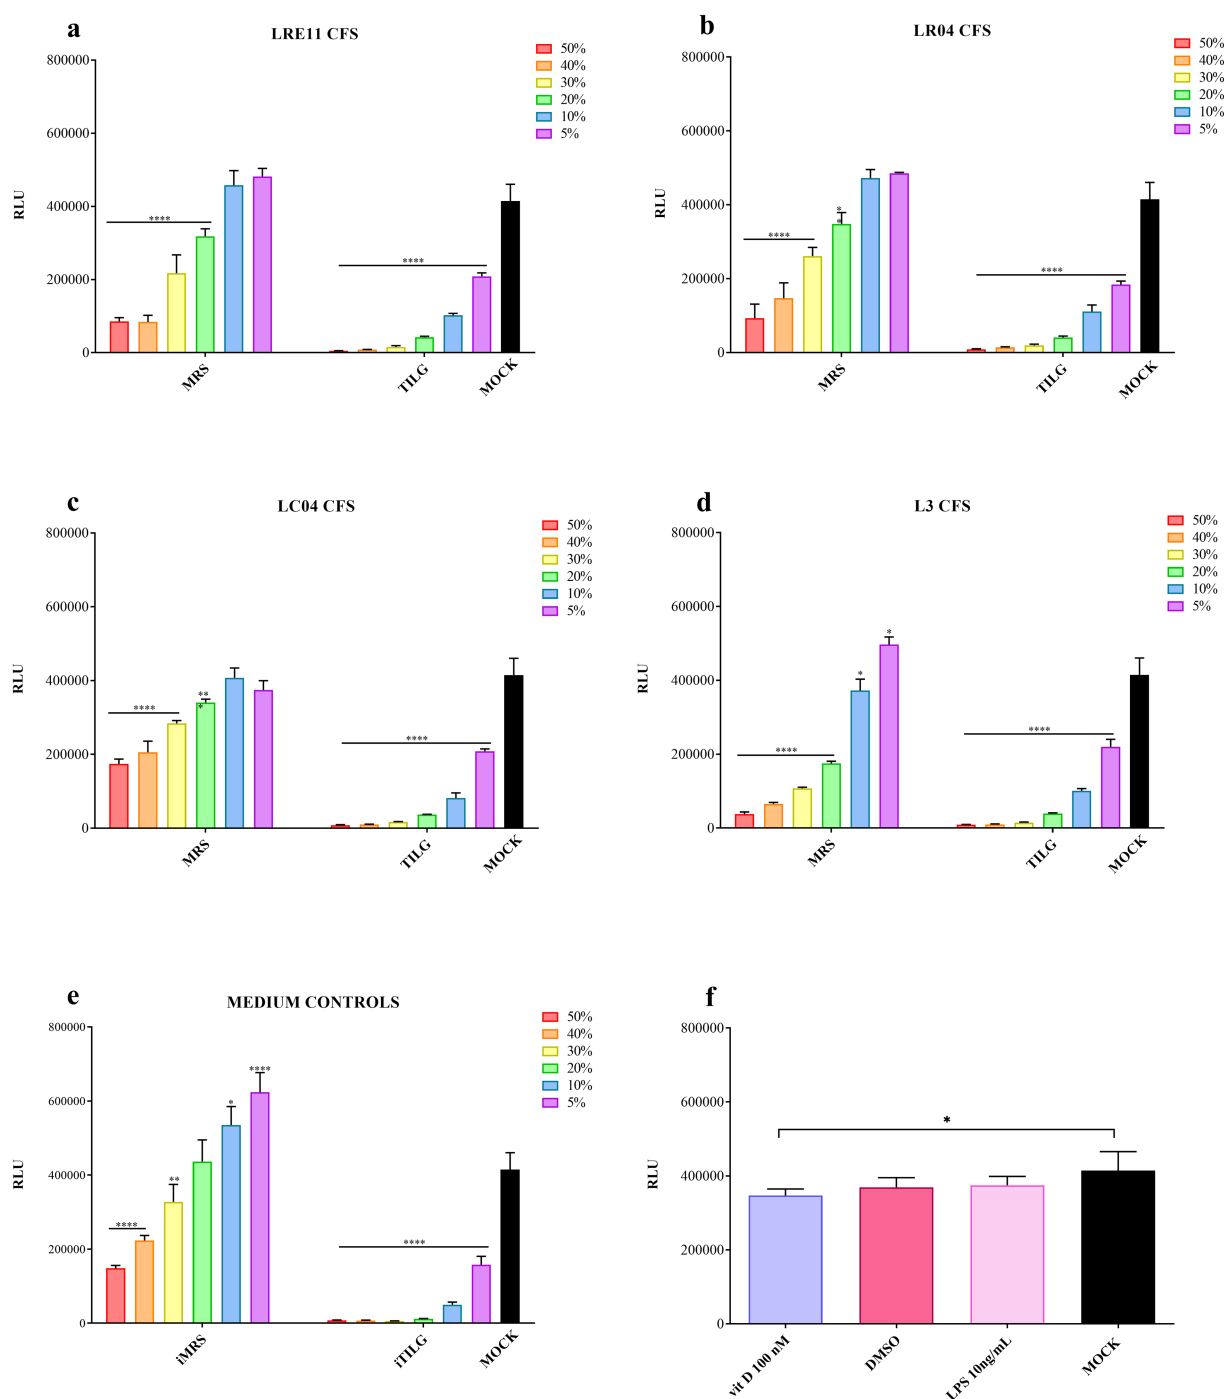 a
LRE11 CFS
50%
40%
30%
20%
10%
5%
800000
600000
400000
200000
0
RLU
****
****
MRS
TILG
MOCK
b
LR04 CFS
50%
40%
30%
20%
10%
5%
800000
600000
400000
200000
0
RLU
****
*
*
****
MRS
TILG
MOCK
c
LC04 CFS
50%
40%
30%
20%
10%
5%
800000
600000
400000
200000
0
RLU
****
**
*
****
MRS
TILG
MOCK
d
L3 CFS
50%
40%
30%
20%
10%
5%
800000
600000
400000
200000
0
RLU
****
*
*
****
MRS
TILG
MOCK
e
MEDIUM CONTROLS
50%
40%
30%
20%
10%
5%
800000
600000
400000
200000
0
RLU
****
**
*
****
****
iMRS
iTILG
MOCK
f
800000
600000
400000
200000
0
RLU
*
vit D 100 nM
DMSO
LPS 10ng/mL
MOCK